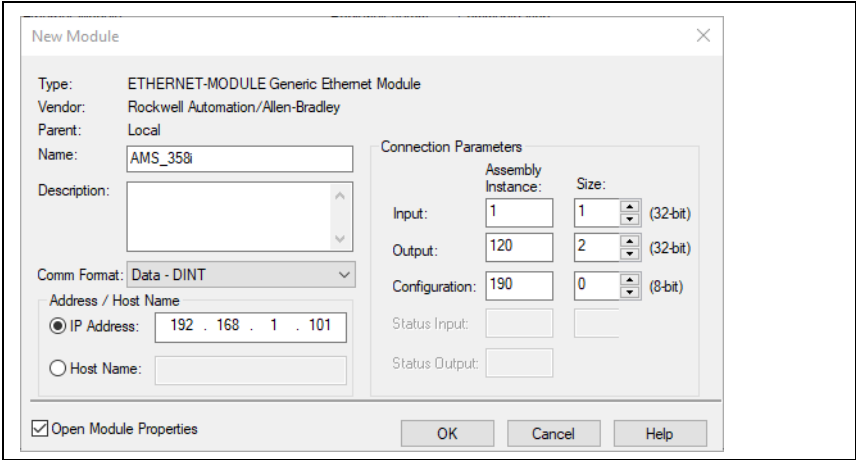 New Module
Type: ETHERNET-MODULE Generic Ethernet Module
Vendor: Rockwell Automation/Allen-Bradley
Parent: Local
Name: AMS_358i
Description:
Comm Format: Data - DINT
Address / Host Name
IP Address: 192 . 168 . 1 . 101
Host Name:
Connection Parameters
Assembly
Instance: Size:
Input: 1 1 (32-bit)
Output: 120 2 (32-bit)
Configuration: 190 0 (8-bit)
Status Input:
Status Output:
Open Module Properties
OK Cancel Help